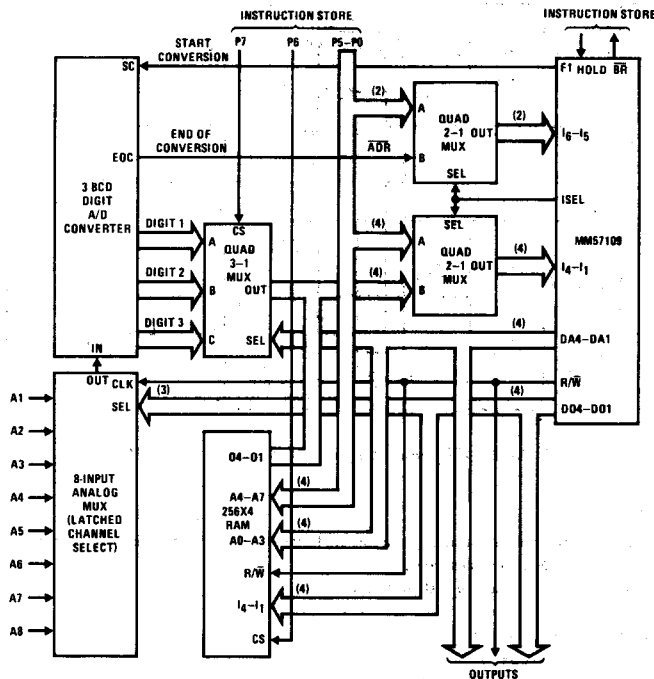 INSTRUCTION STORE
INSTRUCTION STORE
START
CONVERSION
P7
P6
P5–P0
SC
F1
HOLD
B̅R̅
(2)
A
QUAD
2–1 OUT
MUX
(2)
I6–I5
END OF
CONVERSION
EOC
A̅D̅R̅
B
SEL
ISEL
3 BCD
DIGIT
A/D
CONVERTER
DIGIT 1
CS
A
QUAD
3–1
MUX
(4)
A
SEL
QUAD
2–1 OUT
MUX
(4)
MM57109
I4–I1
DIGIT 2
B
OUT
(4)
B
DIGIT 3
C
SEL
(4)
DA4–DA1
IN
OUT
CLK
R/W̅
(3)
(4)
SEL
DO4–DO1
A1
A2
A3
A4
A5
A6
A7
A8
8-INPUT
ANALOG
MUX
(LATCHED
CHANNEL
SELECT)
O4–O1
(4)
A4–A7
256X4
RAM
(4)
A0–A3
R/W̅
(4)
I4–I1
CS
OUTPUTS